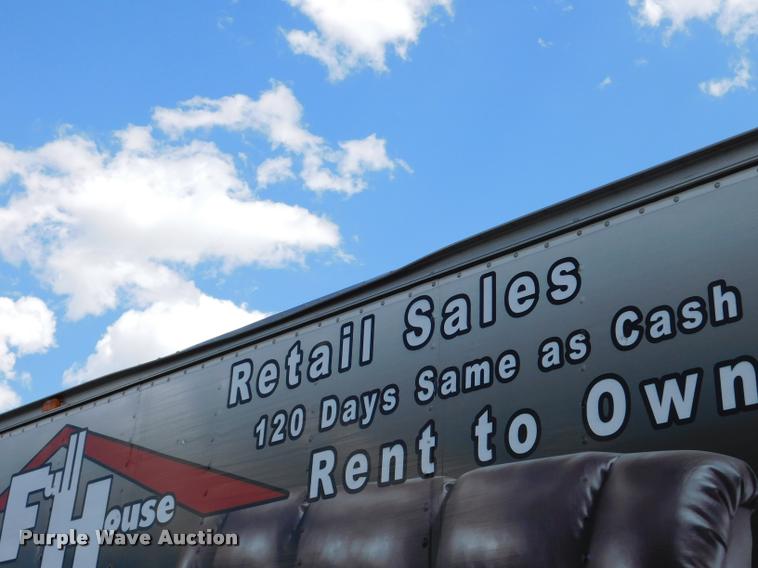 Retail Sales
120 Days Same as Cash
Rent to Own
Full House
Purple Wave Auction